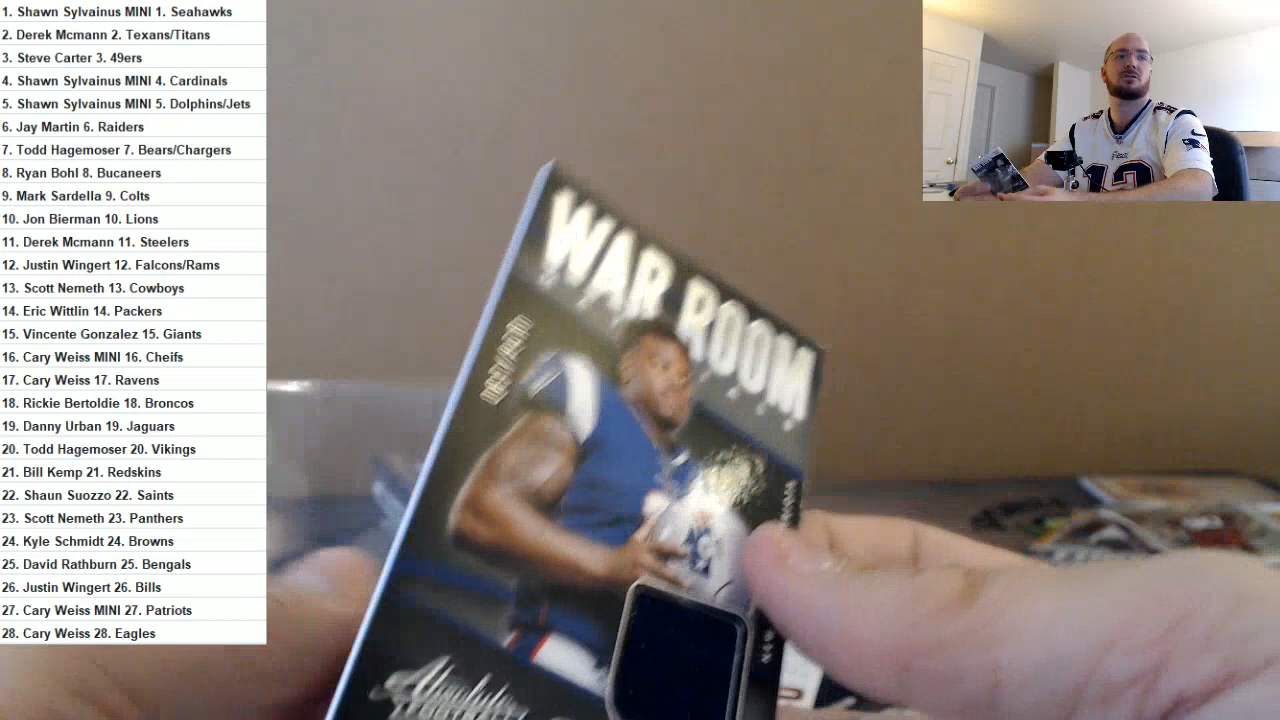 1. Shawn Sylvainus MINI 1. Seahawks
2. Derek Mcmann 2. Texans/Titans
3. Steve Carter 3. 49ers
4. Shawn Sylvainus MINI 4. Cardinals
5. Shawn Sylvainus MINI 5. Dolphins/Jets
6. Jay Martin 6. Raiders
7. Todd Hagemoser 7. Bears/Chargers
8. Ryan Bohl 8. Bucaneers
9. Mark Sardella 9. Colts
10. Jon Bierman 10. Lions
11. Derek Mcmann 11. Steelers
12. Justin Wingert 12. Falcons/Rams
13. Scott Nemeth 13. Cowboys
14. Eric Wittlin 14. Packers
15. Vincente Gonzalez 15. Giants
16. Cary Weiss MINI 16. Cheifs
17. Cary Weiss 17. Ravens
18. Rickie Bertoldie 18. Broncos
19. Danny Urban 19. Jaguars
20. Todd Hagemoser 20. Vikings
21. Bill Kemp 21. Redskins
22. Shaun Suozzo 22. Saints
23. Scott Nemeth 23. Panthers
24. Kyle Schmidt 24. Browns
25. David Rathburn 25. Bengals
26. Justin Wingert 26. Bills
27. Cary Weiss MINI 27. Patriots
28. Cary Weiss 28. Eagles
WAR ROOM
Absolute
12